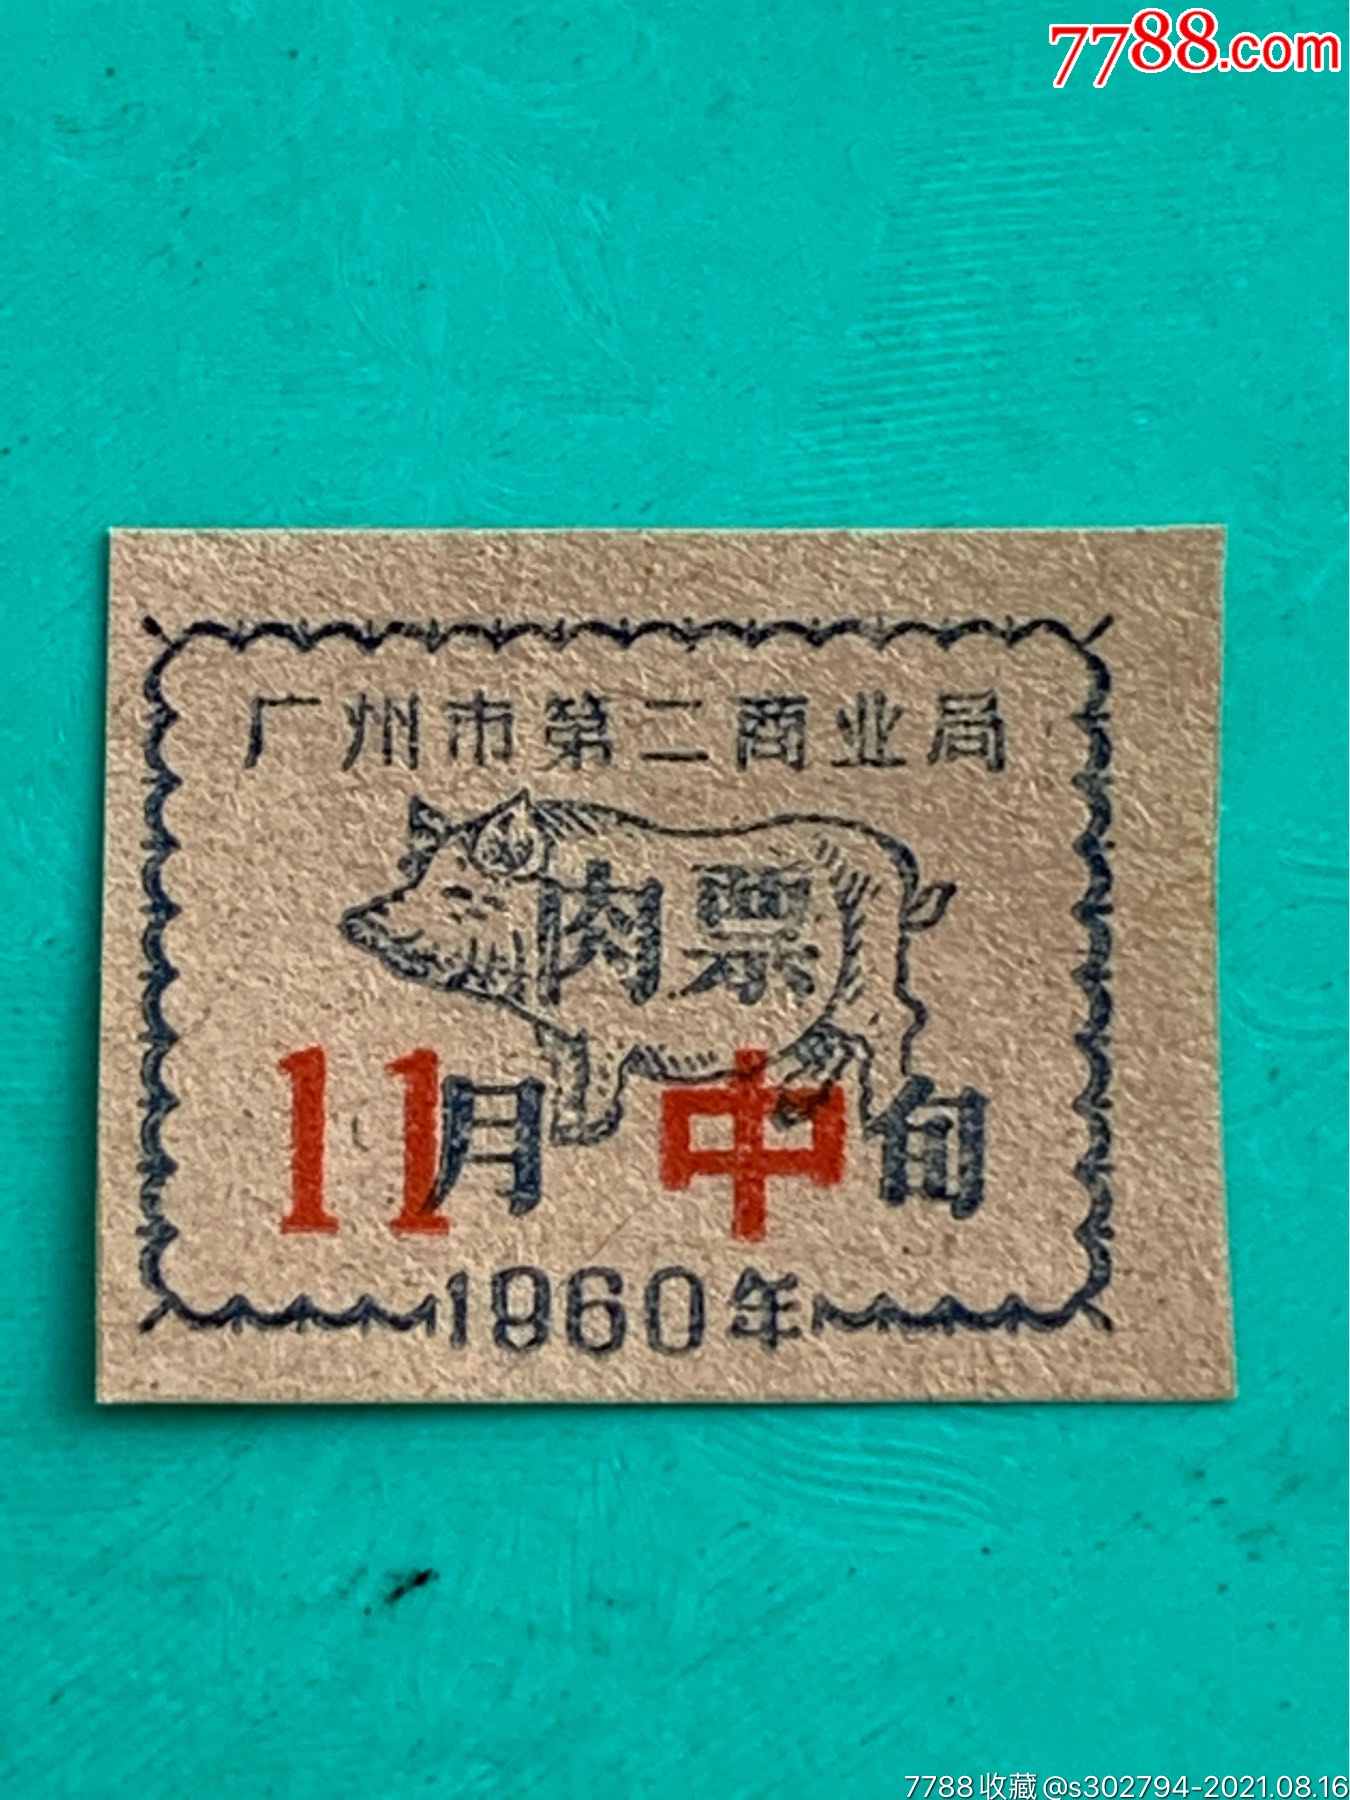 7788.com
广州市第二商业局
肉票
11月中旬
1960年
7788收藏@s302794-2021.08.16